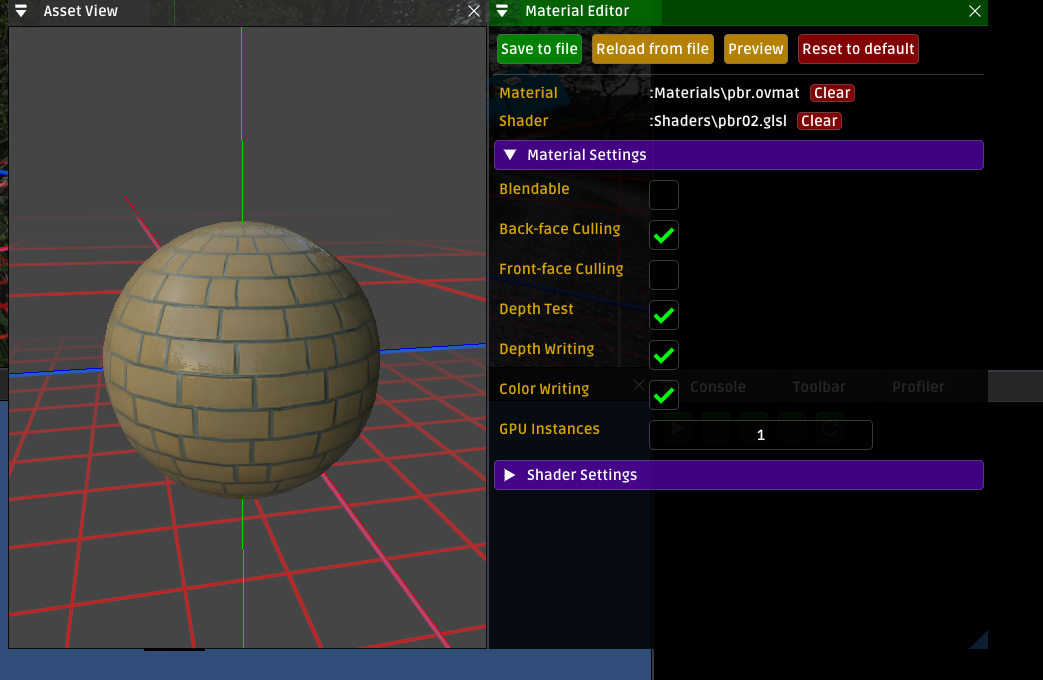 Asset View
Material Editor
Save to file Reload from file Preview Reset to default
Material :Materials\pbr.ovmat Clear
Shader :Shaders\pbr02.glsl Clear
Material Settings
Blendable
Back-face Culling
Front-face Culling
Depth Test
Depth Writing
Color Writing
Console Toolbar Profiler
GPU Instances 1
Shader Settings